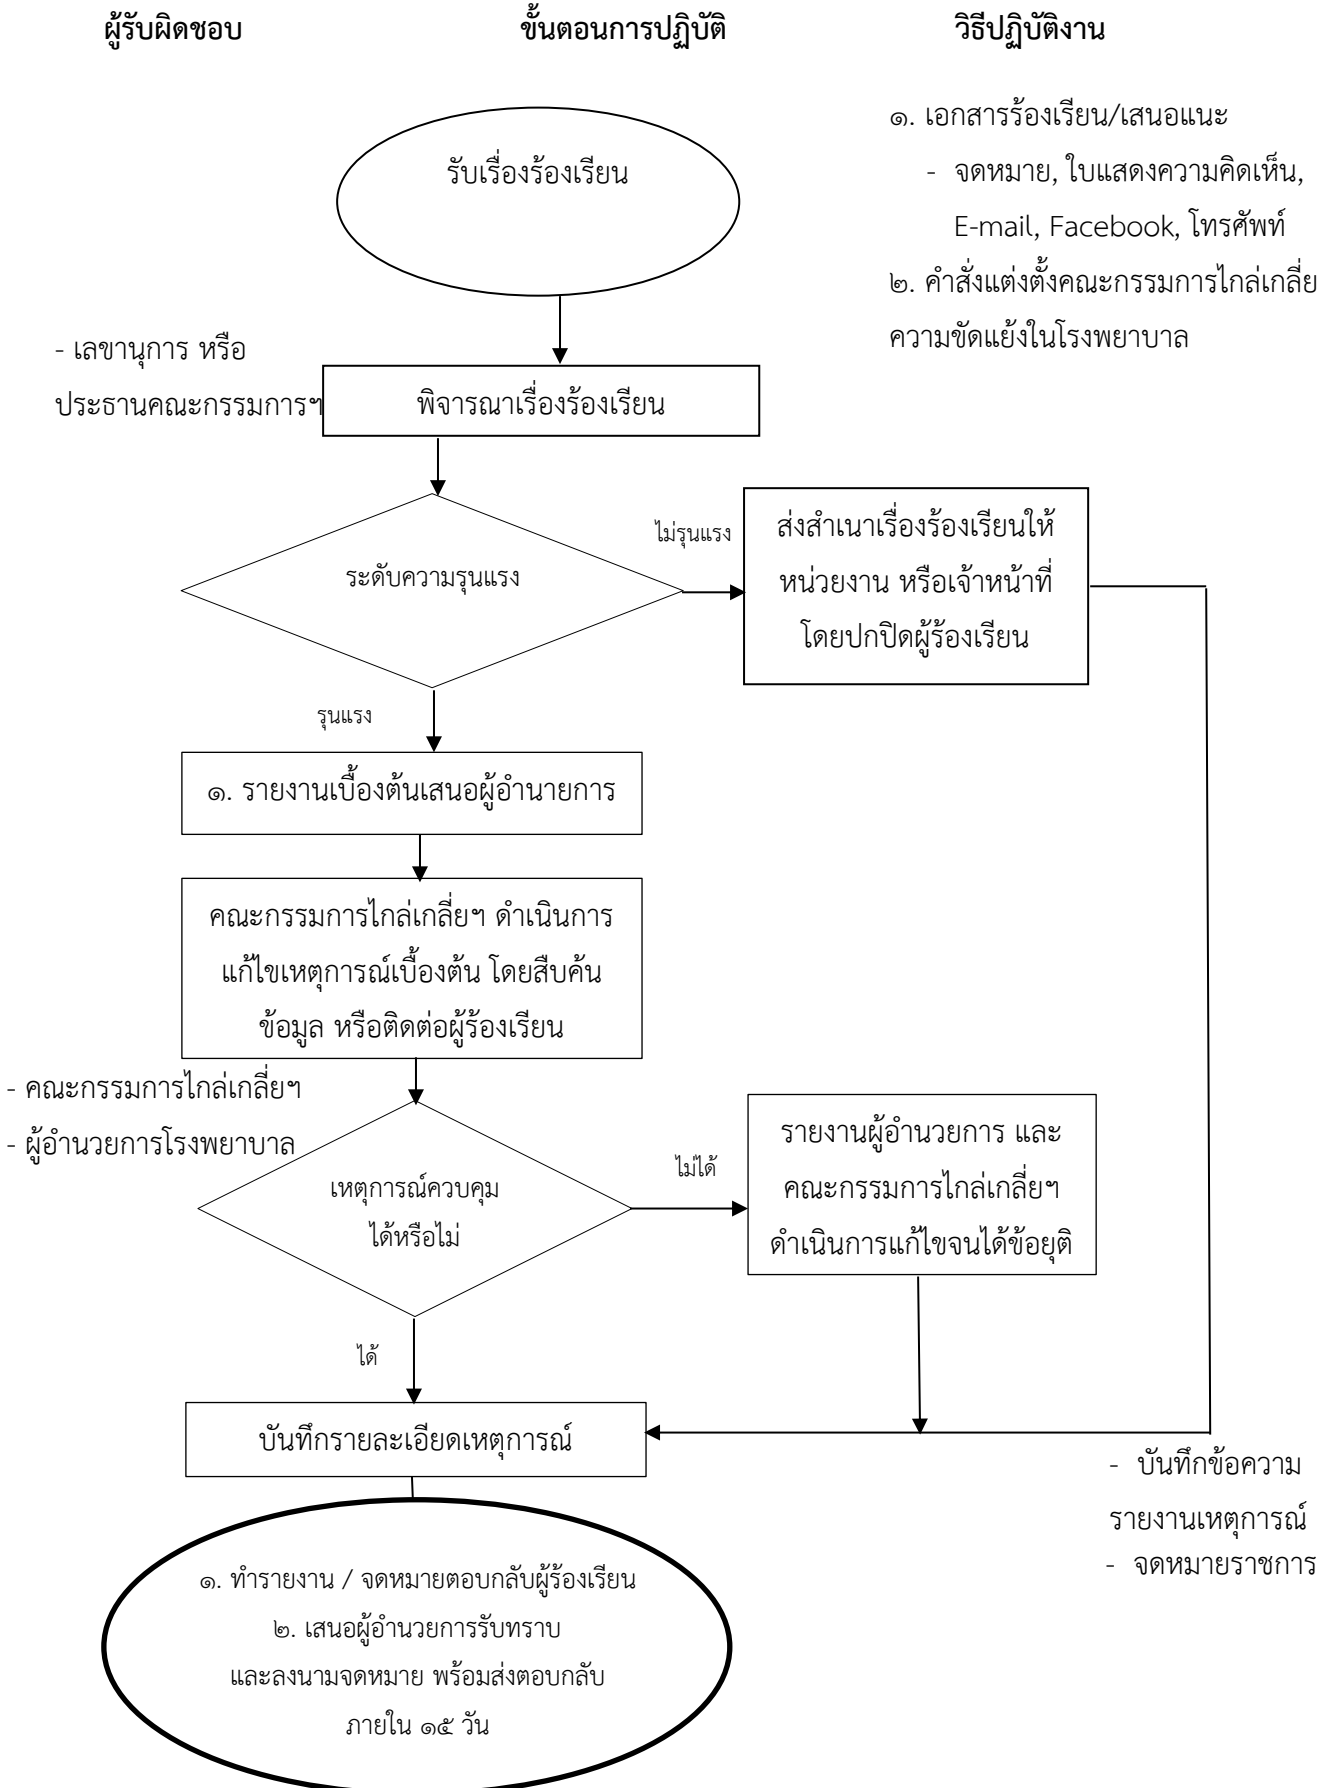 ผู้รับผิดชอบ
ขั้นตอนการปฏิบัติ
วิธีปฏิบัติงาน
๑. เอกสารร้องเรียน/เสนอแนะ
- จดหมาย, ใบแสดงความคิดเห็น,
E-mail, Facebook, โทรศัพท์
๒. คำสั่งแต่งตั้งคณะกรรมการไกล่เกลี่ย
ความขัดแย้งในโรงพยาบาล
รับเรื่องร้องเรียน
- เลขานุการ หรือ
ประธานคณะกรรมการฯ
พิจารณาเรื่องร้องเรียน
ระดับความรุนแรง
ไม่รุนแรง
ส่งสำเนาเรื่องร้องเรียนให้
หน่วยงาน หรือเจ้าหน้าที่
โดยปกปิดผู้ร้องเรียน
รุนแรง
๑. รายงานเบื้องต้นเสนอผู้อำนายการ
คณะกรรมการไกล่เกลี่ยฯ ดำเนินการ
แก้ไขเหตุการณ์เบื้องต้น โดยสืบค้น
ข้อมูล หรือติดต่อผู้ร้องเรียน
- คณะกรรมการไกล่เกลี่ยฯ
- ผู้อำนวยการโรงพยาบาล
เหตุการณ์ควบคุม
ได้หรือไม่
ไม่ได้
รายงานผู้อำนวยการ และ
คณะกรรมการไกล่เกลี่ยฯ
ดำเนินการแก้ไขจนได้ข้อยุติ
ได้
บันทึกรายละเอียดเหตุการณ์
- บันทึกข้อความ
รายงานเหตุการณ์
- จดหมายราชการ
๑. ทำรายงาน / จดหมายตอบกลับผู้ร้องเรียน
๒. เสนอผู้อำนวยการรับทราบ
และลงนามจดหมาย พร้อมส่งตอบกลับ
ภายใน ๑๕ วัน